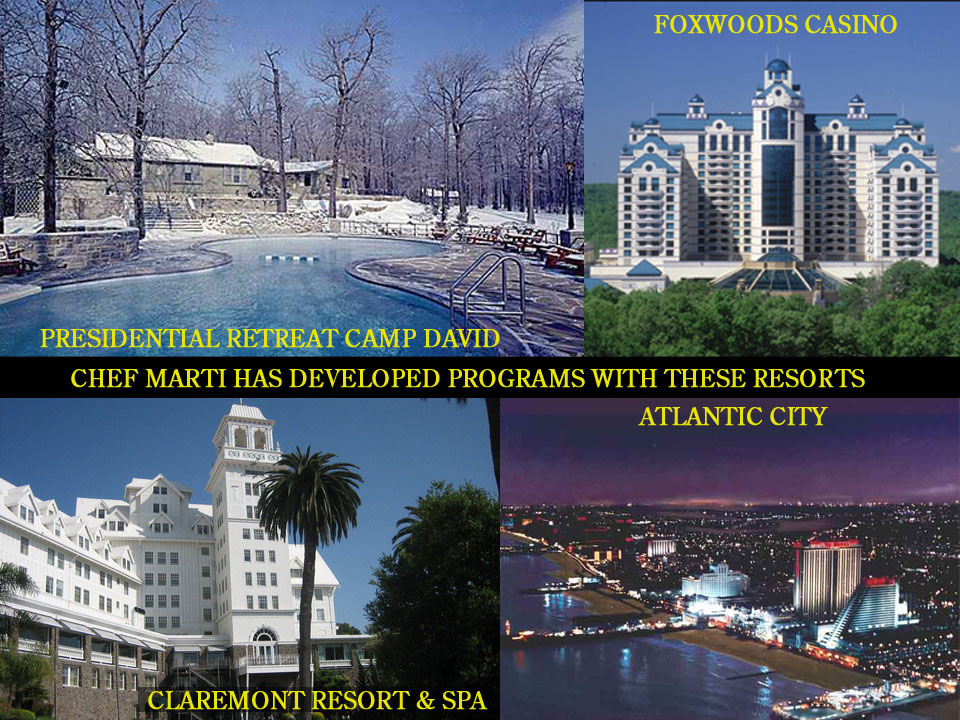 FOXWOODS CASINO
PRESIDENTIAL RETREAT CAMP DAVID
CHEF MARTI HAS DEVELOPED PROGRAMS WITH THESE RESORTS
ATLANTIC CITY
CLAREMONT RESORT & SPA